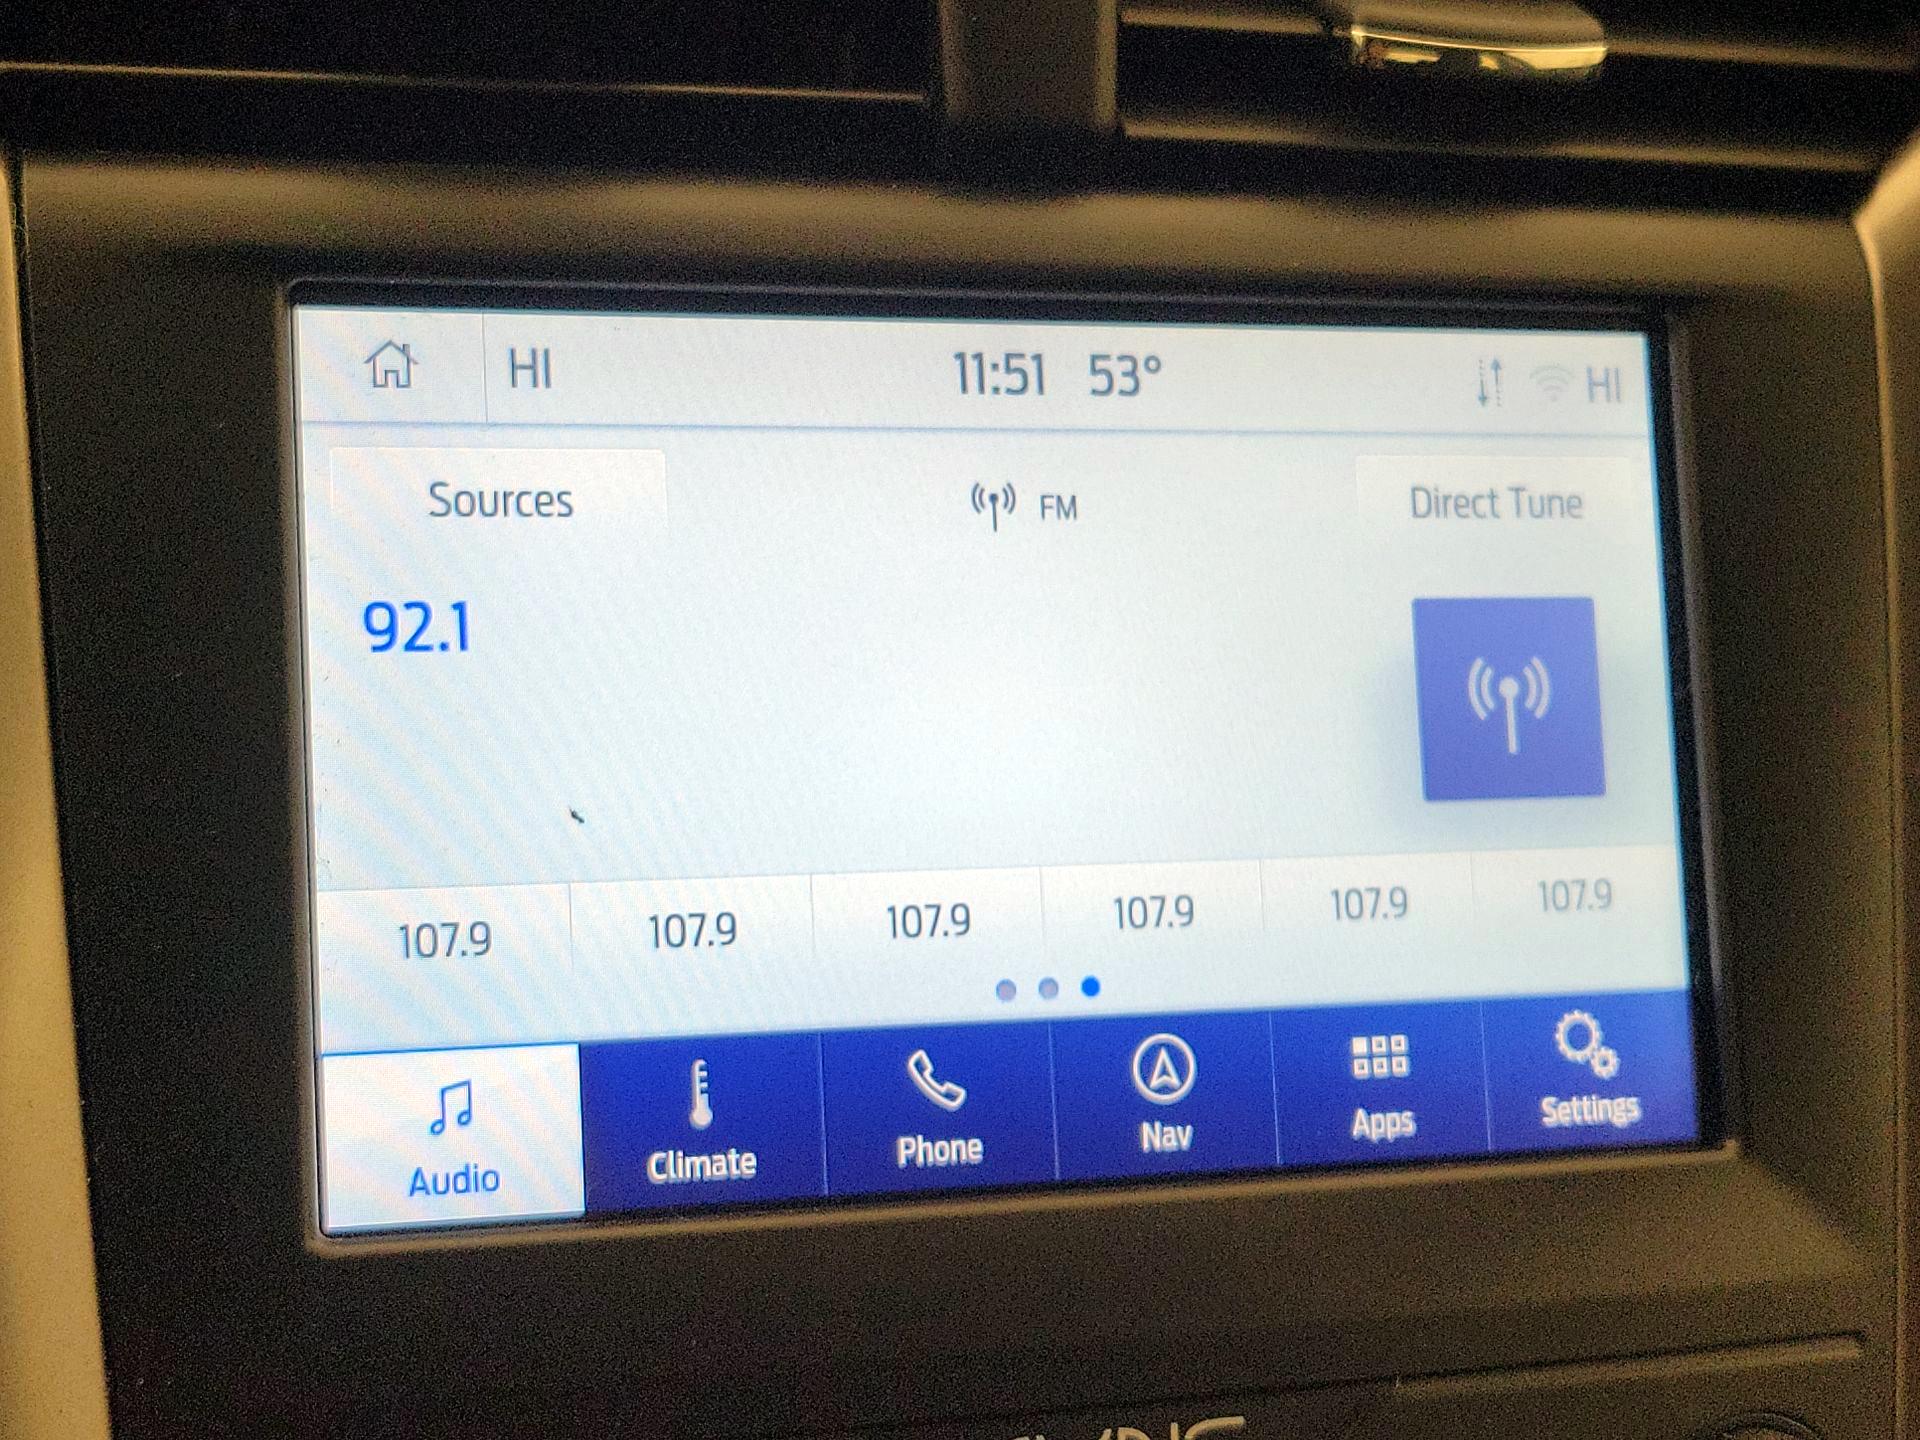 HI 11:51 53° HI
Sources FM Direct Tune
92.1
107.9 107.9 107.9 107.9 107.9 107.9
Audio Climate Phone Nav Apps Settings